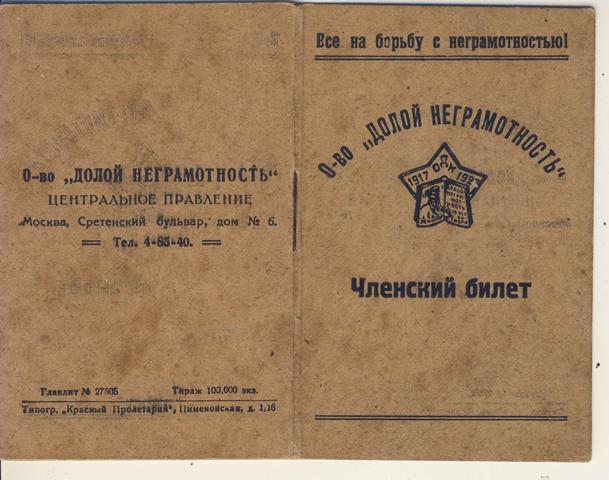 О-во „ДОЛОЙ НЕГРАМОТНОСТЬ“
ЦЕНТРАЛЬНОЕ ПРАВЛЕНИЕ
Москва, Сретенский бульвар, дом № 6.
Тел. 4-85-40.
Главлит № 27605 Тираж 100.000 экз.
Типогр. „Красный Пролетарий“, Пименовская, д. 1/16
Все на борьбу с неграмотностью!
О-во „ДОЛОЙ НЕГРАМОТНОСТЬ“
ОДН
1917 1927
Членский билет